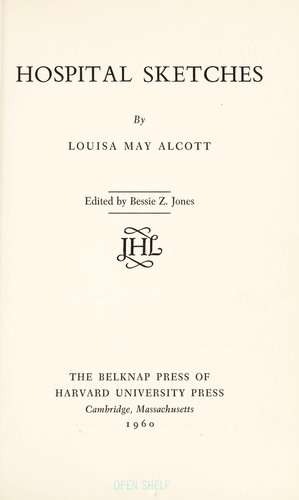 HOSPITAL SKETCHES
By
LOUISA MAY ALCOTT
Edited by Bessie Z. Jones
JHL
THE BELKNAP PRESS OF
HARVARD UNIVERSITY PRESS
Cambridge, Massachusetts
1960
OPEN SHELF